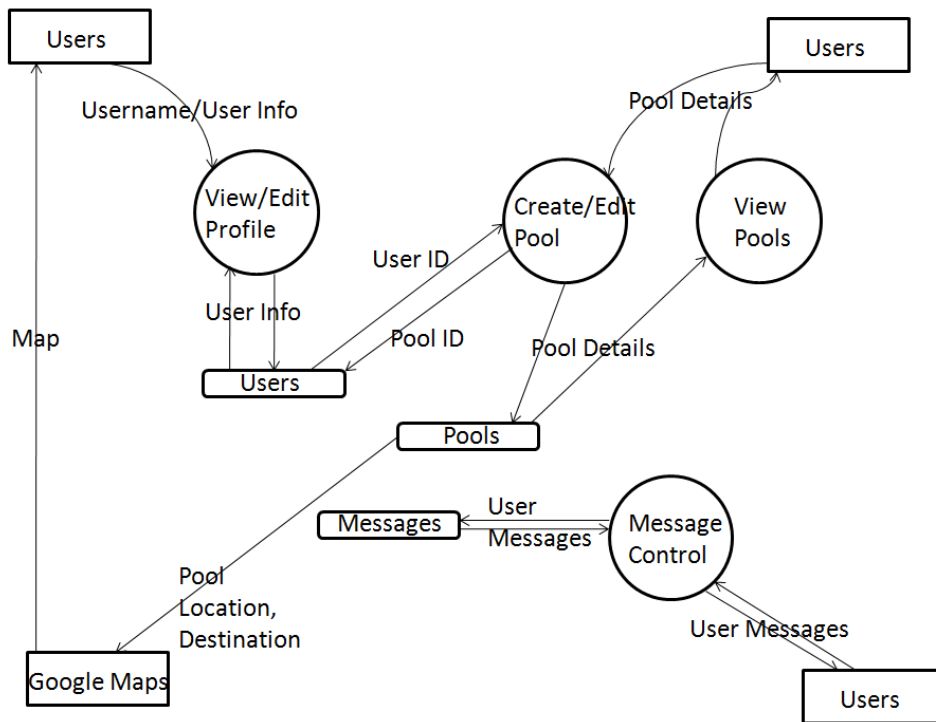 Users
Users
Username/User Info
Pool Details
View/Edit
Profile
Create/Edit
Pool
View
Pools
User ID
User Info
Map
Pool ID
Pool Details
Users
Pools
User
Messages
Messages
Message
Control
Pool
Location,
Destination
User Messages
Google Maps
Users